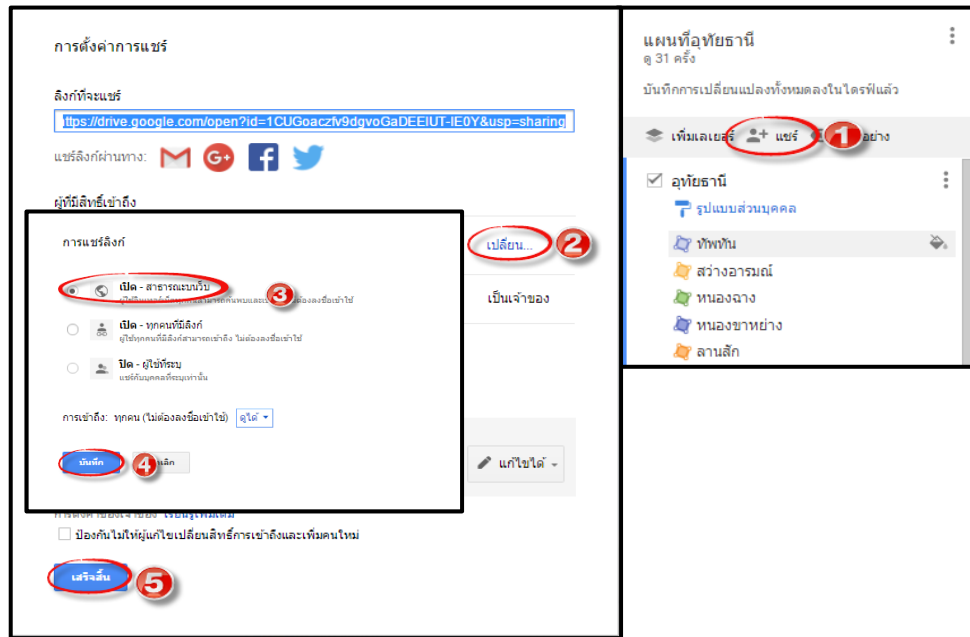 การตั้งค่าการแชร์
ลิงก์ที่จะแชร์
ttps://drive.google.com/open?id=1CUGoaczfv9dgvoGaDEEIUT-IE0Y&usp=sharing
แชร์ลิงก์ผ่านทาง:
G+
ผู้ที่มีสิทธิ์เข้าถึง
เปลี่ยน... 2
เป็นเจ้าของ
แก้ไขได้
การแชร์ลิงก์
เปิด - สาธารณะบนเว็บ 3
เปิด - ทุกคนที่มีลิงก์
ผู้ใช้ทุกคนที่มีลิงก์สามารถเข้าถึง ไม่ต้องลงชื่อเข้าใช้
ปิด - ผู้ใช้ที่ระบุ
แชร์กับบุคคลที่ระบุเท่านั้น
การเข้าถึง: ทุกคน (ไม่ต้องลงชื่อเข้าใช้) ดูได้
บันทึก 4
ป้องกันไม่ให้ผู้แก้ไขเปลี่ยนสิทธิ์การเข้าถึงและเพิ่มคนใหม่
เสร็จสิ้น 5
แผนที่อุทัยธานี
ดู 31 ครั้ง
บันทึกการเปลี่ยนแปลงทั้งหมดลงในไดรฟ์แล้ว
เพิ่มเลเยอร์ แชร์ 1
อุทัยธานี
รูปแบบส่วนบุคคล
ทัพทัน
สว่างอารมณ์
หนองฉาง
หนองขาหย่าง
ลานสัก